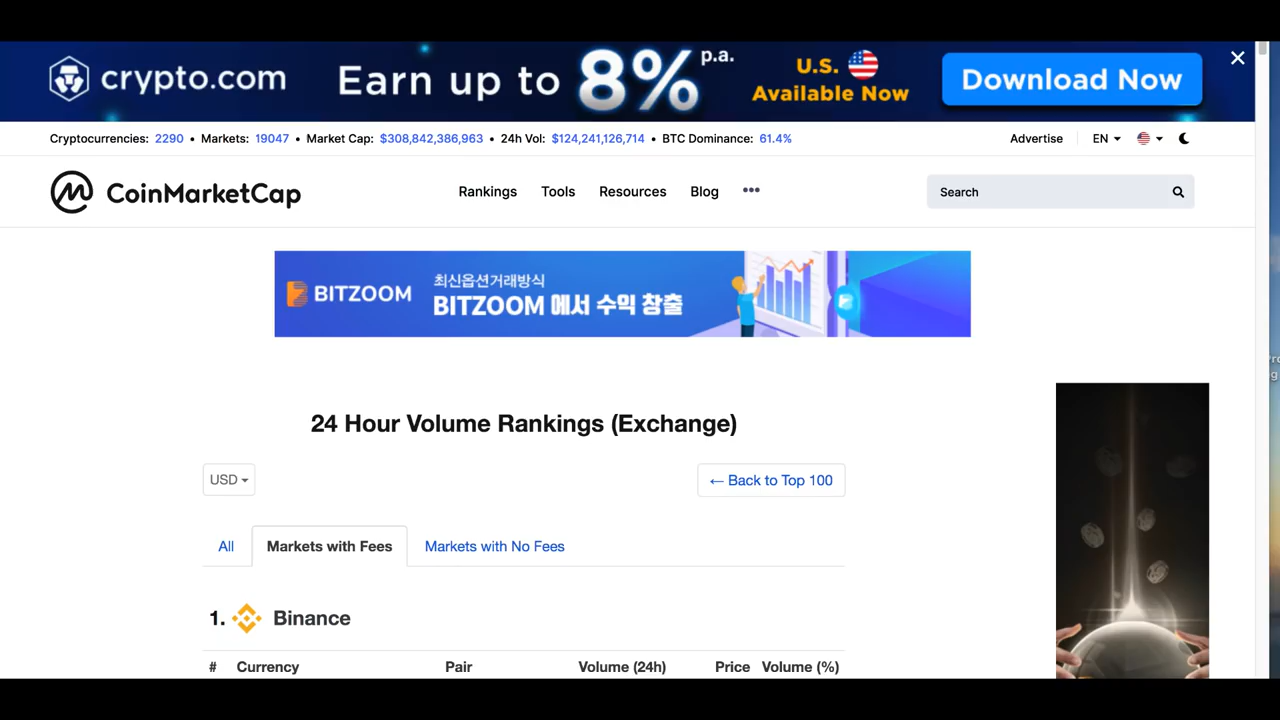 crypto.com Earn up to 8% p.a. U.S. Available Now Download Now
Cryptocurrencies: 2290 • Markets: 19047 • Market Cap: $308,842,386,963 • 24h Vol: $124,241,126,714 • BTC Dominance: 61.4% Advertise EN
CoinMarketCap Rankings Tools Resources Blog ••• Search
BITZOOM 최신옵션거래방식
BITZOOM 에서 수익 창출
24 Hour Volume Rankings (Exchange)
USD ← Back to Top 100
All Markets with Fees Markets with No Fees
1. Binance
# Currency Pair Volume (24h) Price Volume (%)